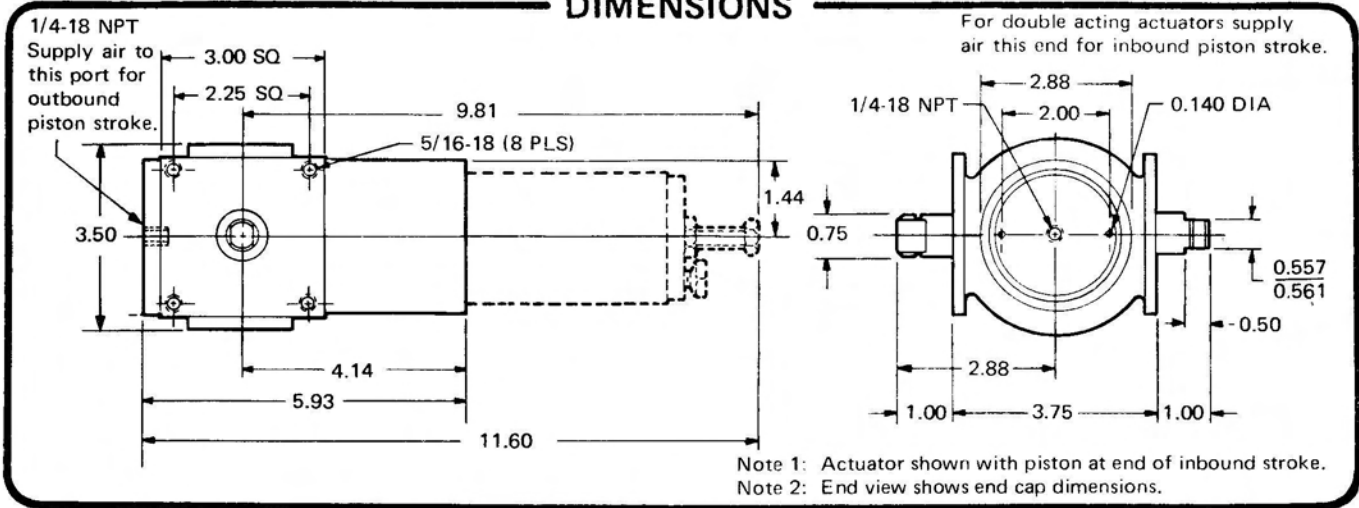 DIMENSIONS
1/4-18 NPT
Supply air to
this port for
outbound
piston stroke.
3.00 SQ
2.25 SQ
9.81
5/16-18 (8 PLS)
1.44
3.50
0.75
4.14
5.93
11.60
For double acting actuators supply
air this end for inbound piston stroke.
2.88
1/4-18 NPT
2.00
0.140 DIA
0.557
0.561
0.50
2.88
1.00
3.75
1.00
Note 1: Actuator shown with piston at end of inbound stroke.
Note 2: End view shows end cap dimensions.